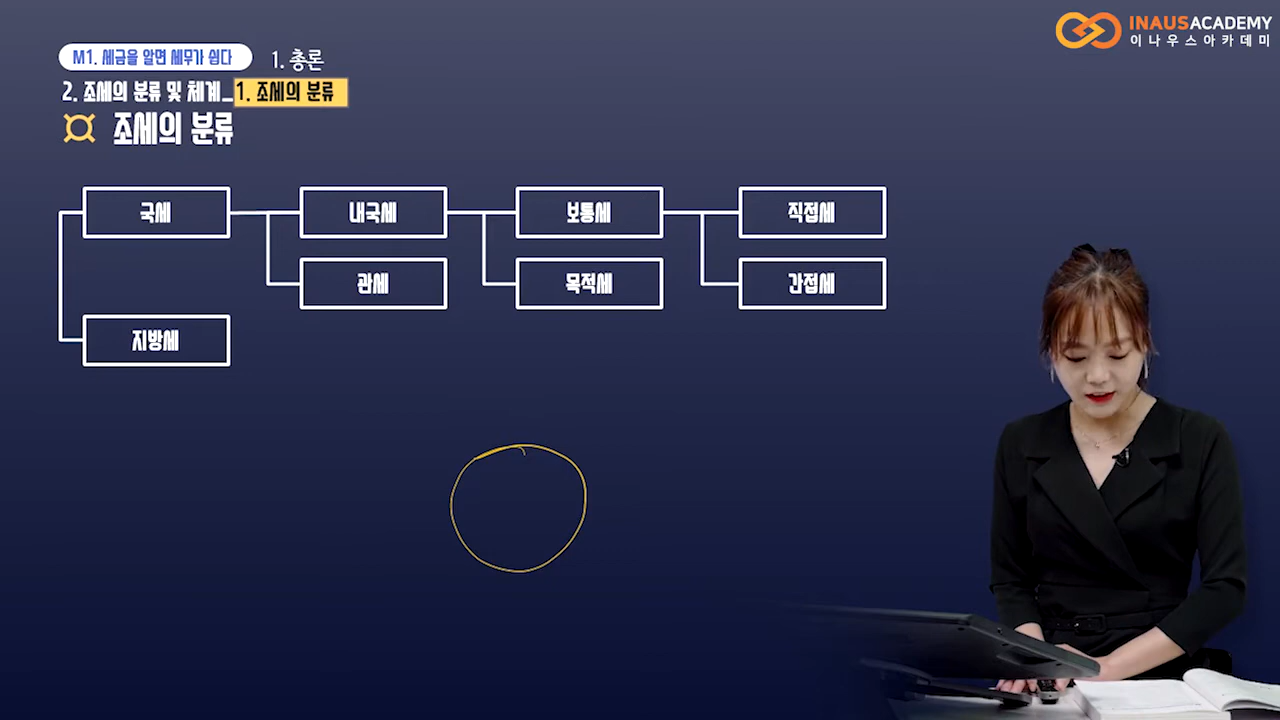 INAUSACADEMY
이나우스아카데미
M1. 세금을 알면 세무가 쉽다 1. 총론
2. 조세의 분류 및 체계_1. 조세의 분류
조세의 분류
국세 내국세 보통세 직접세
관세 목적세 간접세
지방세